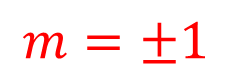 m = ±1